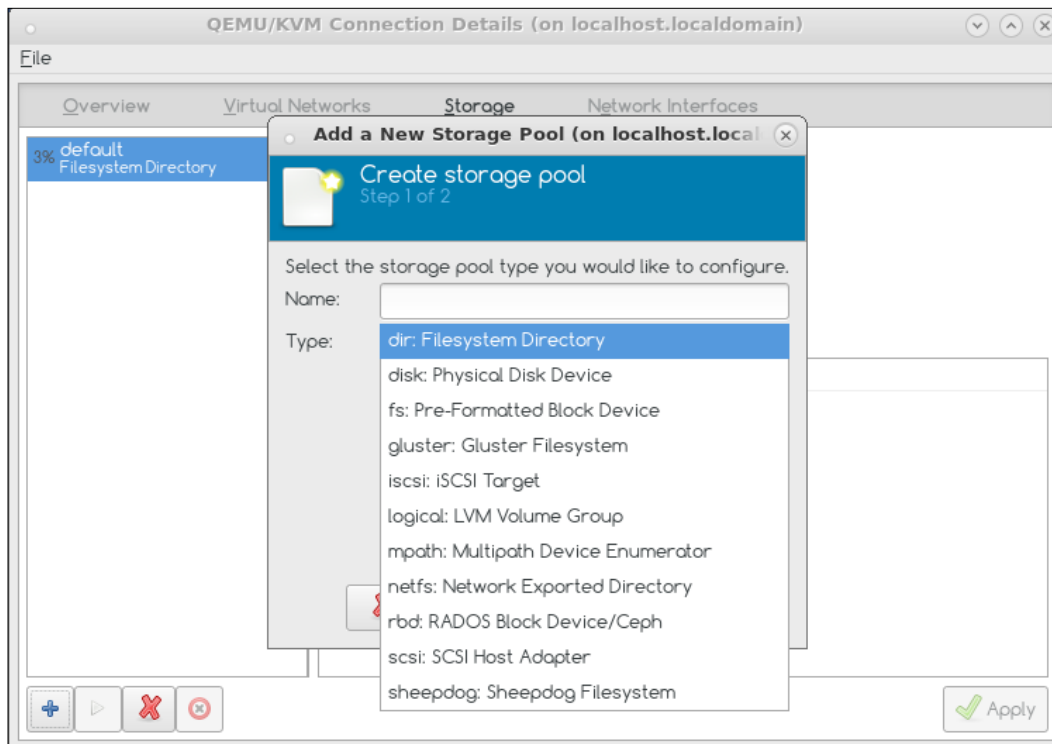 QEMU/KVM Connection Details (on localhost.localdomain)
File
Overview Virtual Networks Storage Network Interfaces
Add a New Storage Pool (on localhost.local
3% default
Filesystem Directory
Create storage pool
Step 1 of 2
Select the storage pool type you would like to configure.
Name:
Type: dir: Filesystem Directory
disk: Physical Disk Device
fs: Pre-Formatted Block Device
gluster: Gluster Filesystem
iscsi: iSCSI Target
logical: LVM Volume Group
mpath: Multipath Device Enumerator
netfs: Network Exported Directory
rbd: RADOS Block Device/Ceph
scsi: SCSI Host Adapter
sheepdog: Sheepdog Filesystem
Apply